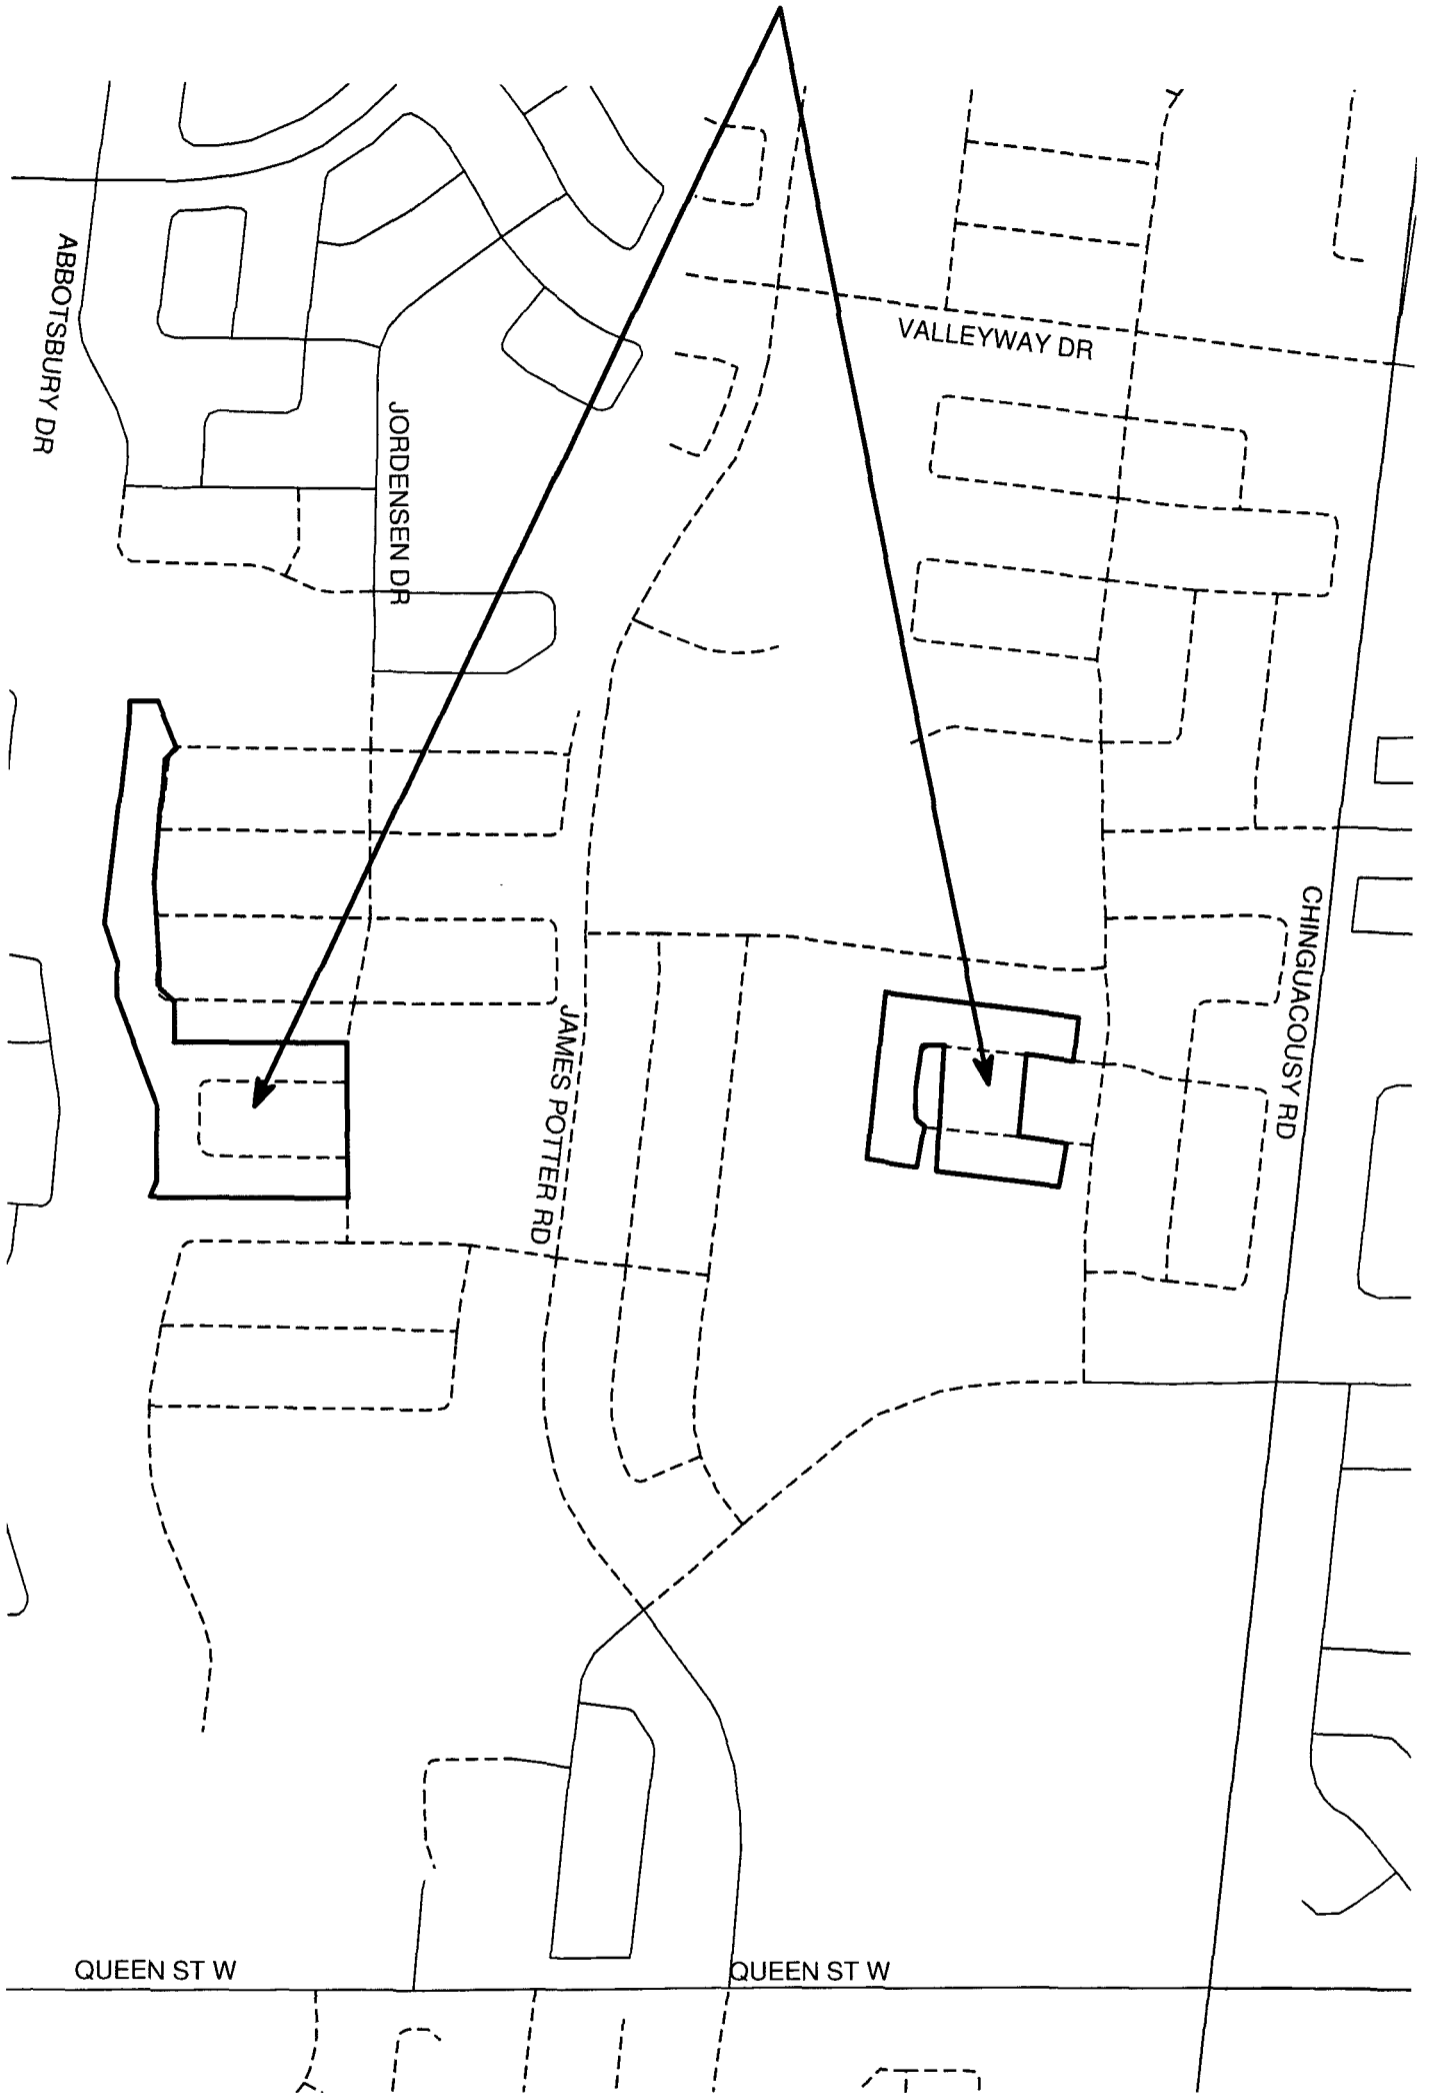 ABBOTSBURY DR
VALLEYWAY DR
JORDENSEN DR
CHINGUACOUSY RD
JAMES POTTER RD
QUEEN ST W
QUEEN ST W